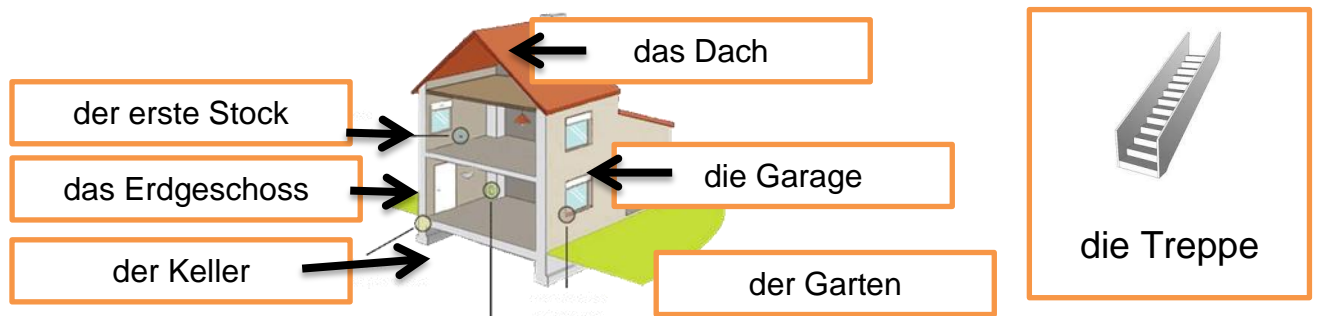 das Dach
der erste Stock
das Erdgeschoss
die Garage
der Keller
der Garten
die Treppe